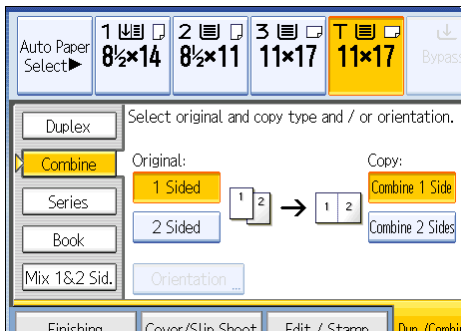 Auto Paper
Select►
1
8½×14
2
8½×11
3
11×17
T
11×17
Bypass
Select original and copy type and / or orientation.
Duplex
Combine
Series
Book
Mix 1&2 Sid.
Original:
1 Sided
2 Sided
1 2
→
1 2
Copy:
Combine 1 Side
Combine 2 Sides
Orientation ...
Finishing
Cover/Slip Sheet
Edit / Stamp
Dup./Combin